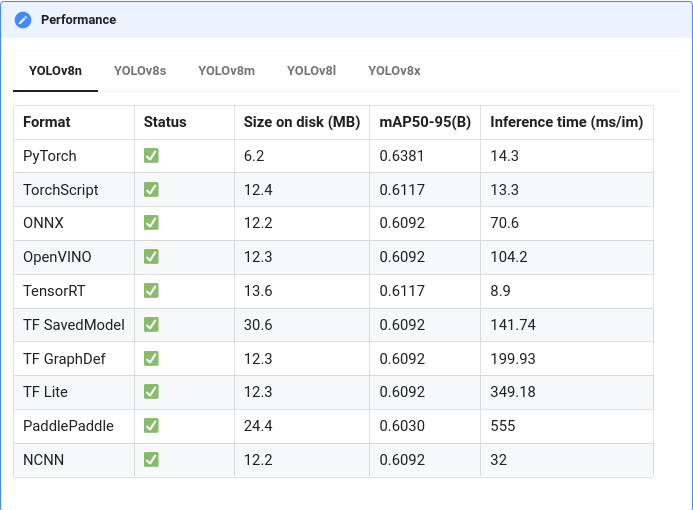 Performance
YOLOv8n YOLOv8s YOLOv8m YOLOv8l YOLOv8x
Format Status Size on disk (MB) mAP50-95(B) Inference time (ms/im)
PyTorch ✅ 6.2 0.6381 14.3
TorchScript ✅ 12.4 0.6117 13.3
ONNX ✅ 12.2 0.6092 70.6
OpenVINO ✅ 12.3 0.6092 104.2
TensorRT ✅ 13.6 0.6117 8.9
TF SavedModel ✅ 30.6 0.6092 141.74
TF GraphDef ✅ 12.3 0.6092 199.93
TF Lite ✅ 12.3 0.6092 349.18
PaddlePaddle ✅ 24.4 0.6030 555
NCNN ✅ 12.2 0.6092 32